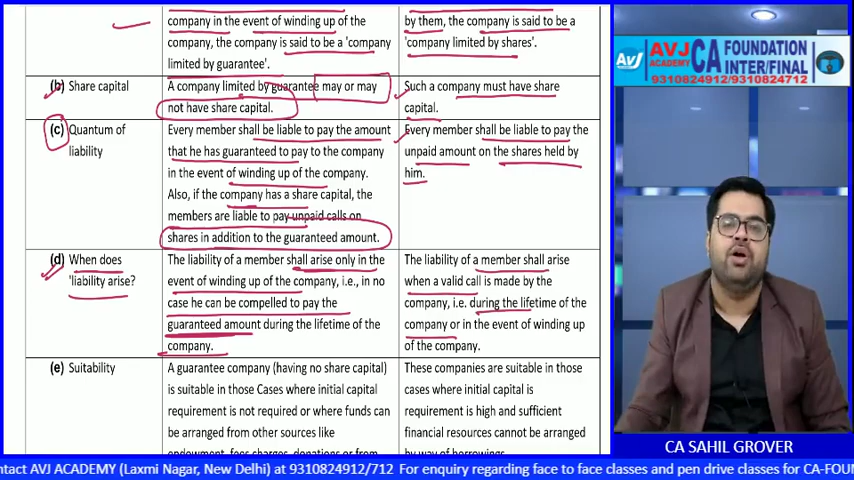 company in the event of winding up of the
company, the company is said to be a 'company
limited by guarantee'.
by them, the company is said to be a
'company limited by shares'.
(b) Share capital
A company limited by guarantee may or may
not have share capital.
Such a company must have share
capital.
(c) Quantum of
liability
Every member shall be liable to pay the amount
that he has guaranteed to pay to the company
in the event of winding up of the company.
Also, if the company has a share capital, the
members are liable to pay unpaid calls on
shares in addition to the guaranteed amount.
Every member shall be liable to pay the
unpaid amount on the shares held by
him.
(d) When does
'liability arise?
The liability of a member shall arise only in the
event of winding up of the company, i.e., in no
case he can be compelled to pay the
guaranteed amount during the lifetime of the
company.
The liability of a member shall arise
when a valid call is made by the
company, i.e. during the lifetime of the
company or in the event of winding up
of the company.
(e) Suitability
A guarantee company (having no share capital)
is suitable in those Cases where initial capital
requirement is not required or where funds can
be arranged from other sources like
endowment, fees charges, donations or from
These companies are suitable in those
cases where initial capital is
requirement is high and sufficient
financial resources cannot be arranged
by way of borrowings.
AVJ
ACADEMY
CA FOUNDATION
INTER/FINAL
9310824912/9310824712
CA SAHIL GROVER
ntact AVJ ACADEMY (Laxmi Nagar, New Delhi) at 9310824912/712 For enquiry regarding face to face classes and pen drive classes for CA-FOU